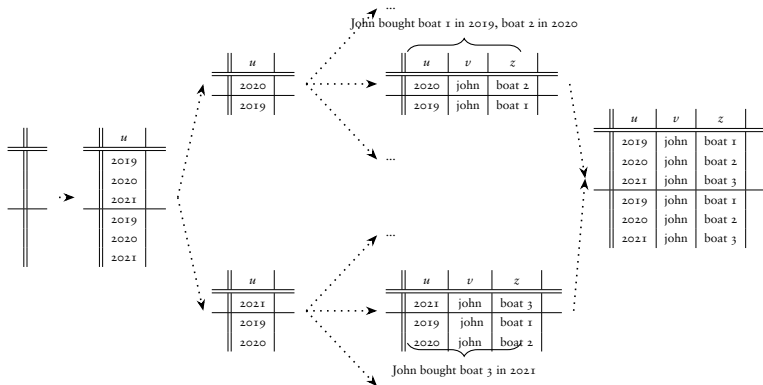 ...
John bought boat 1 in 2019, boat 2 in 2020
u
2020
2019
u v z
2020 john boat 2
2019 john boat 1
...
u
2019
2020
2021
2019
2020
2021
u v z
2019 john boat 1
2020 john boat 2
2021 john boat 3
2019 john boat 1
2020 john boat 2
2021 john boat 3
...
u
2021
2019
2020
u v z
2021 john boat 3
2019 john boat 1
2020 john boat 2
John bought boat 3 in 2021
...